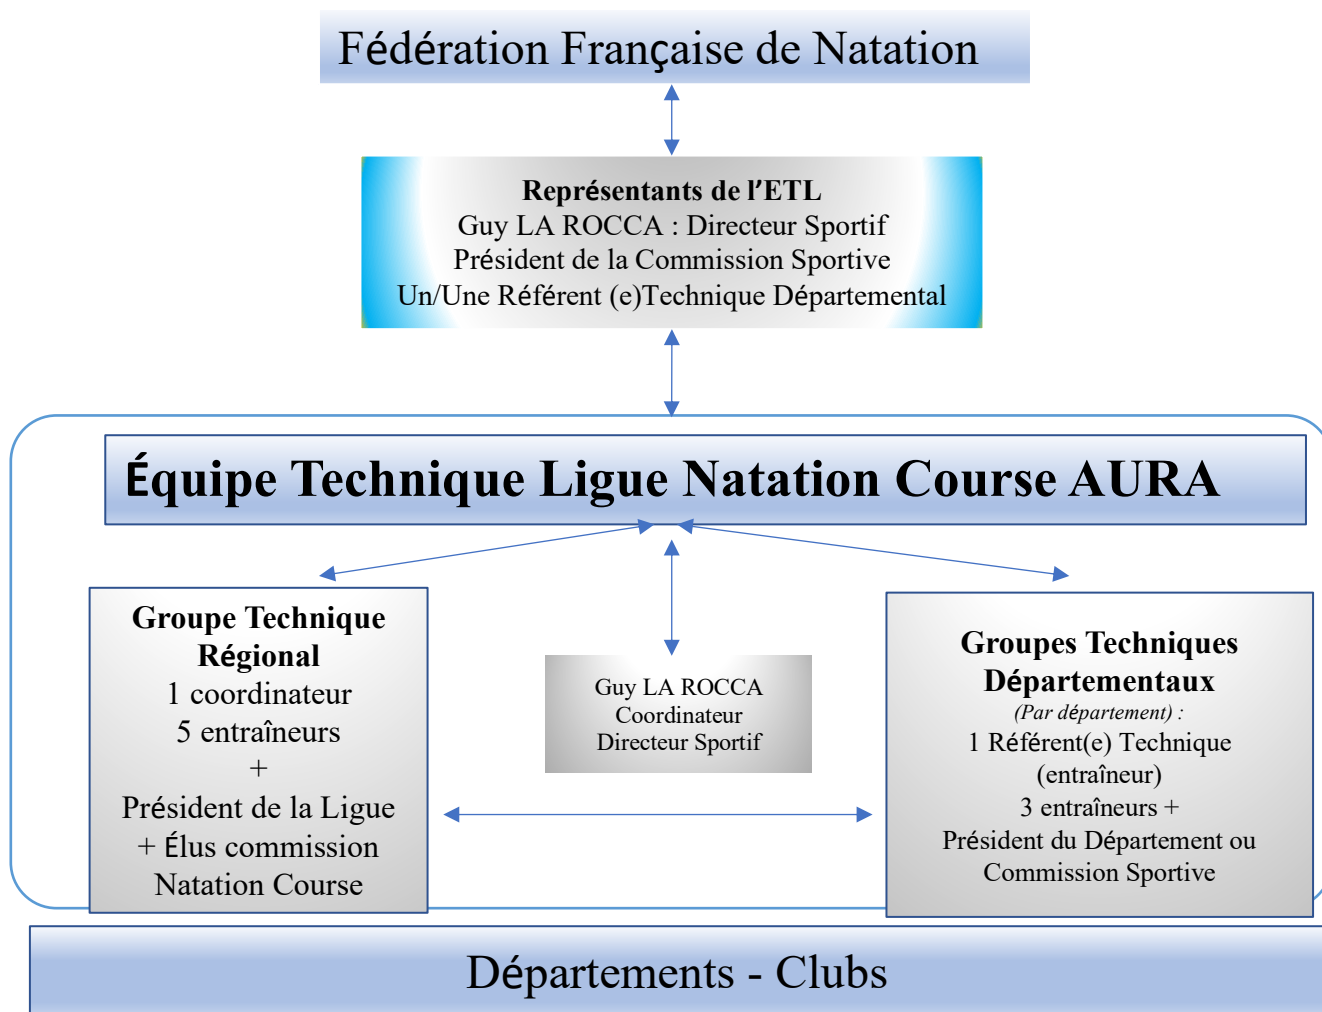 Fédération Française de Natation
Représentants de l'ETL
Guy LA ROCCA : Directeur Sportif
Président de la Commission Sportive
Un/Une Référent (e)Technique Départemental
Équipe Technique Ligue Natation Course AURA
Groupe Technique
Régional
1 coordinateur
5 entraîneurs
+
Président de la Ligue
+ Élus commission
Natation Course
Guy LA ROCCA
Coordinateur
Directeur Sportif
Groupes Techniques
Départementaux
(Par département) :
1 Référent(e) Technique
(entraîneur)
3 entraîneurs +
Président du Département ou
Commission Sportive
Départements - Clubs